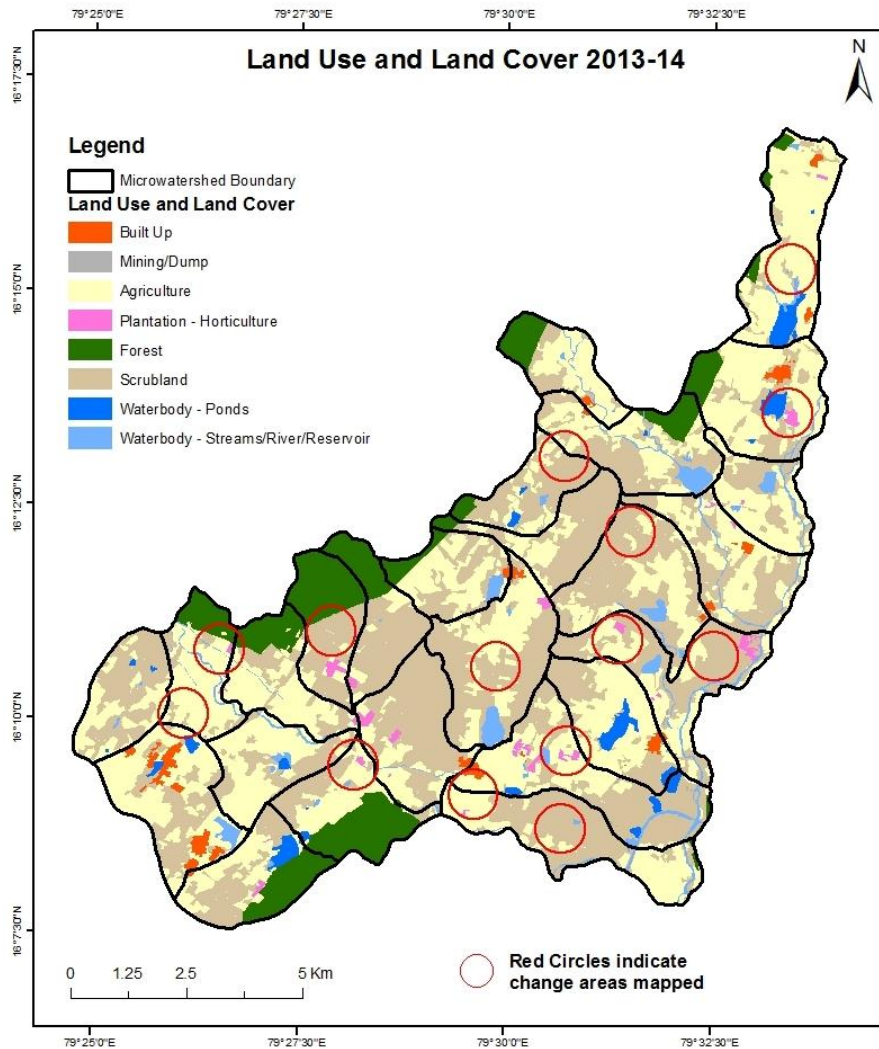 79°25'0"E 79°27'30"E 79°30'0"E 79°32'30"E
Land Use and Land Cover 2013-14
N
16°17'30"N
Legend
Microwatershed Boundary
Land Use and Land Cover
Built Up
Mining/Dump
Agriculture
Plantation - Horticulture
Forest
Scrubland
Waterbody - Ponds
Waterbody - Streams/River/Reservoir
16°15'0"N
16°12'30"N
16°10'0"N
16°7'30"N
0 1.25 2.5 5 Km
Red Circles indicate
change areas mapped
79°25'0"E 79°27'30"E 79°30'0"E 79°32'30"E